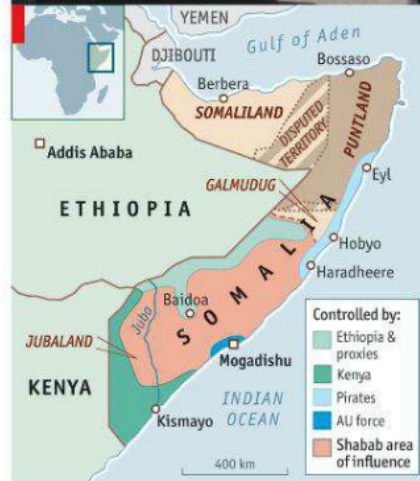 YEMEN
Gulf of Aden
DJIBOUTI
Bossaso
Berbera
SOMALILAND
DISPUTED
TERRITORY
PUNTLAND
Addis Ababa
Eyl
GALMUDUG
ETHIOPIA
SOMALIA
Hobyo
Haradheere
Baidoa
Juba
JUBALAND
Mogadishu
KENYA
INDIAN
OCEAN
Kismayo
400 km
Controlled by:
Ethiopia
& proxies
Kenya
Pirates
AU force
Shabab area
of influence